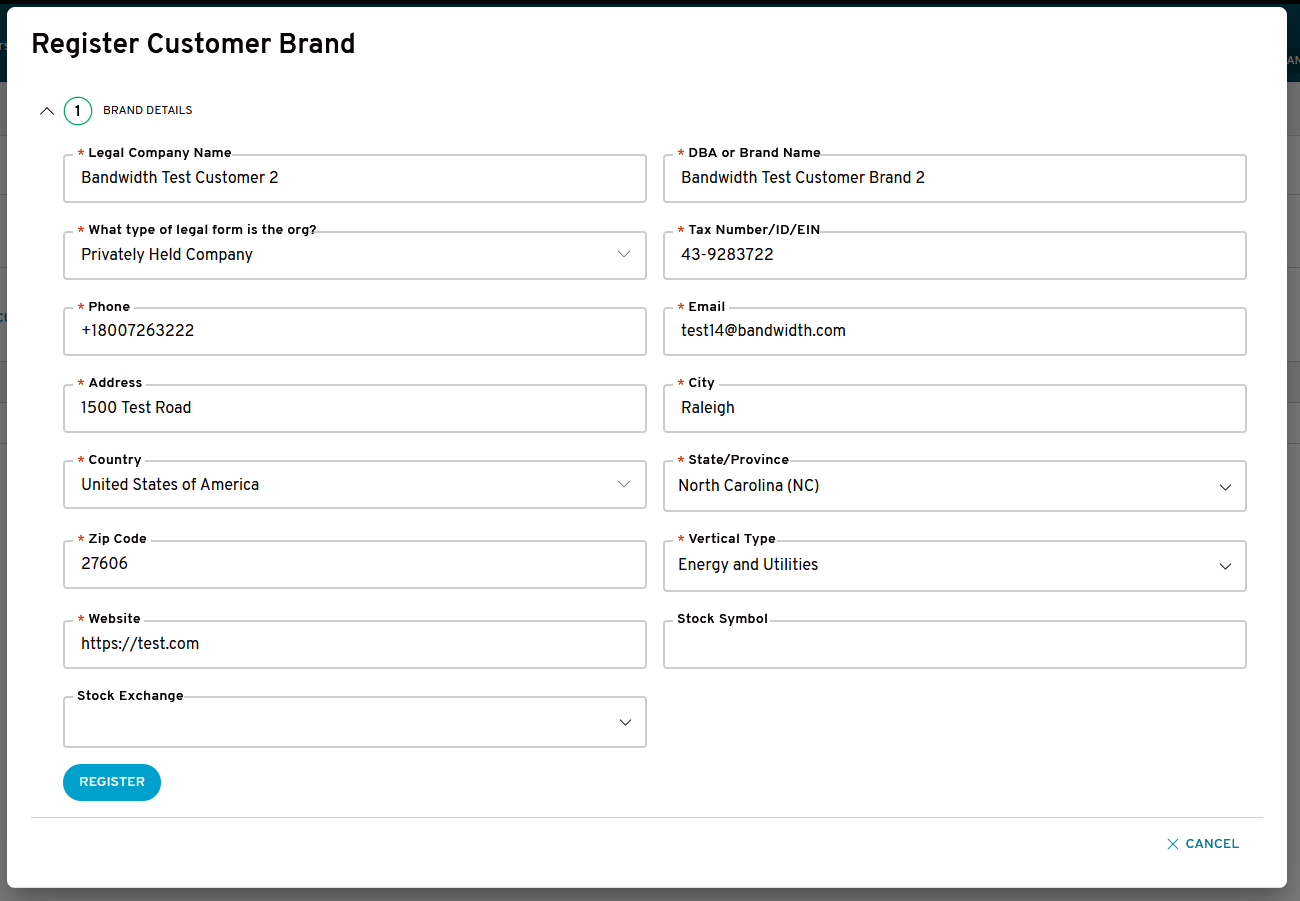 Register Customer Brand
1 BRAND DETAILS
* Legal Company Name
Bandwidth Test Customer 2
* DBA or Brand Name
Bandwidth Test Customer Brand 2
* What type of legal form is the org?
Privately Held Company
* Tax Number/ID/EIN
43-9283722
* Phone
+18007263222
* Email
test14@bandwidth.com
* Address
1500 Test Road
* City
Raleigh
* Country
United States of America
* State/Province
North Carolina (NC)
* Zip Code
27606
* Vertical Type
Energy and Utilities
* Website
https://test.com
Stock Symbol
Stock Exchange
REGISTER
CANCEL